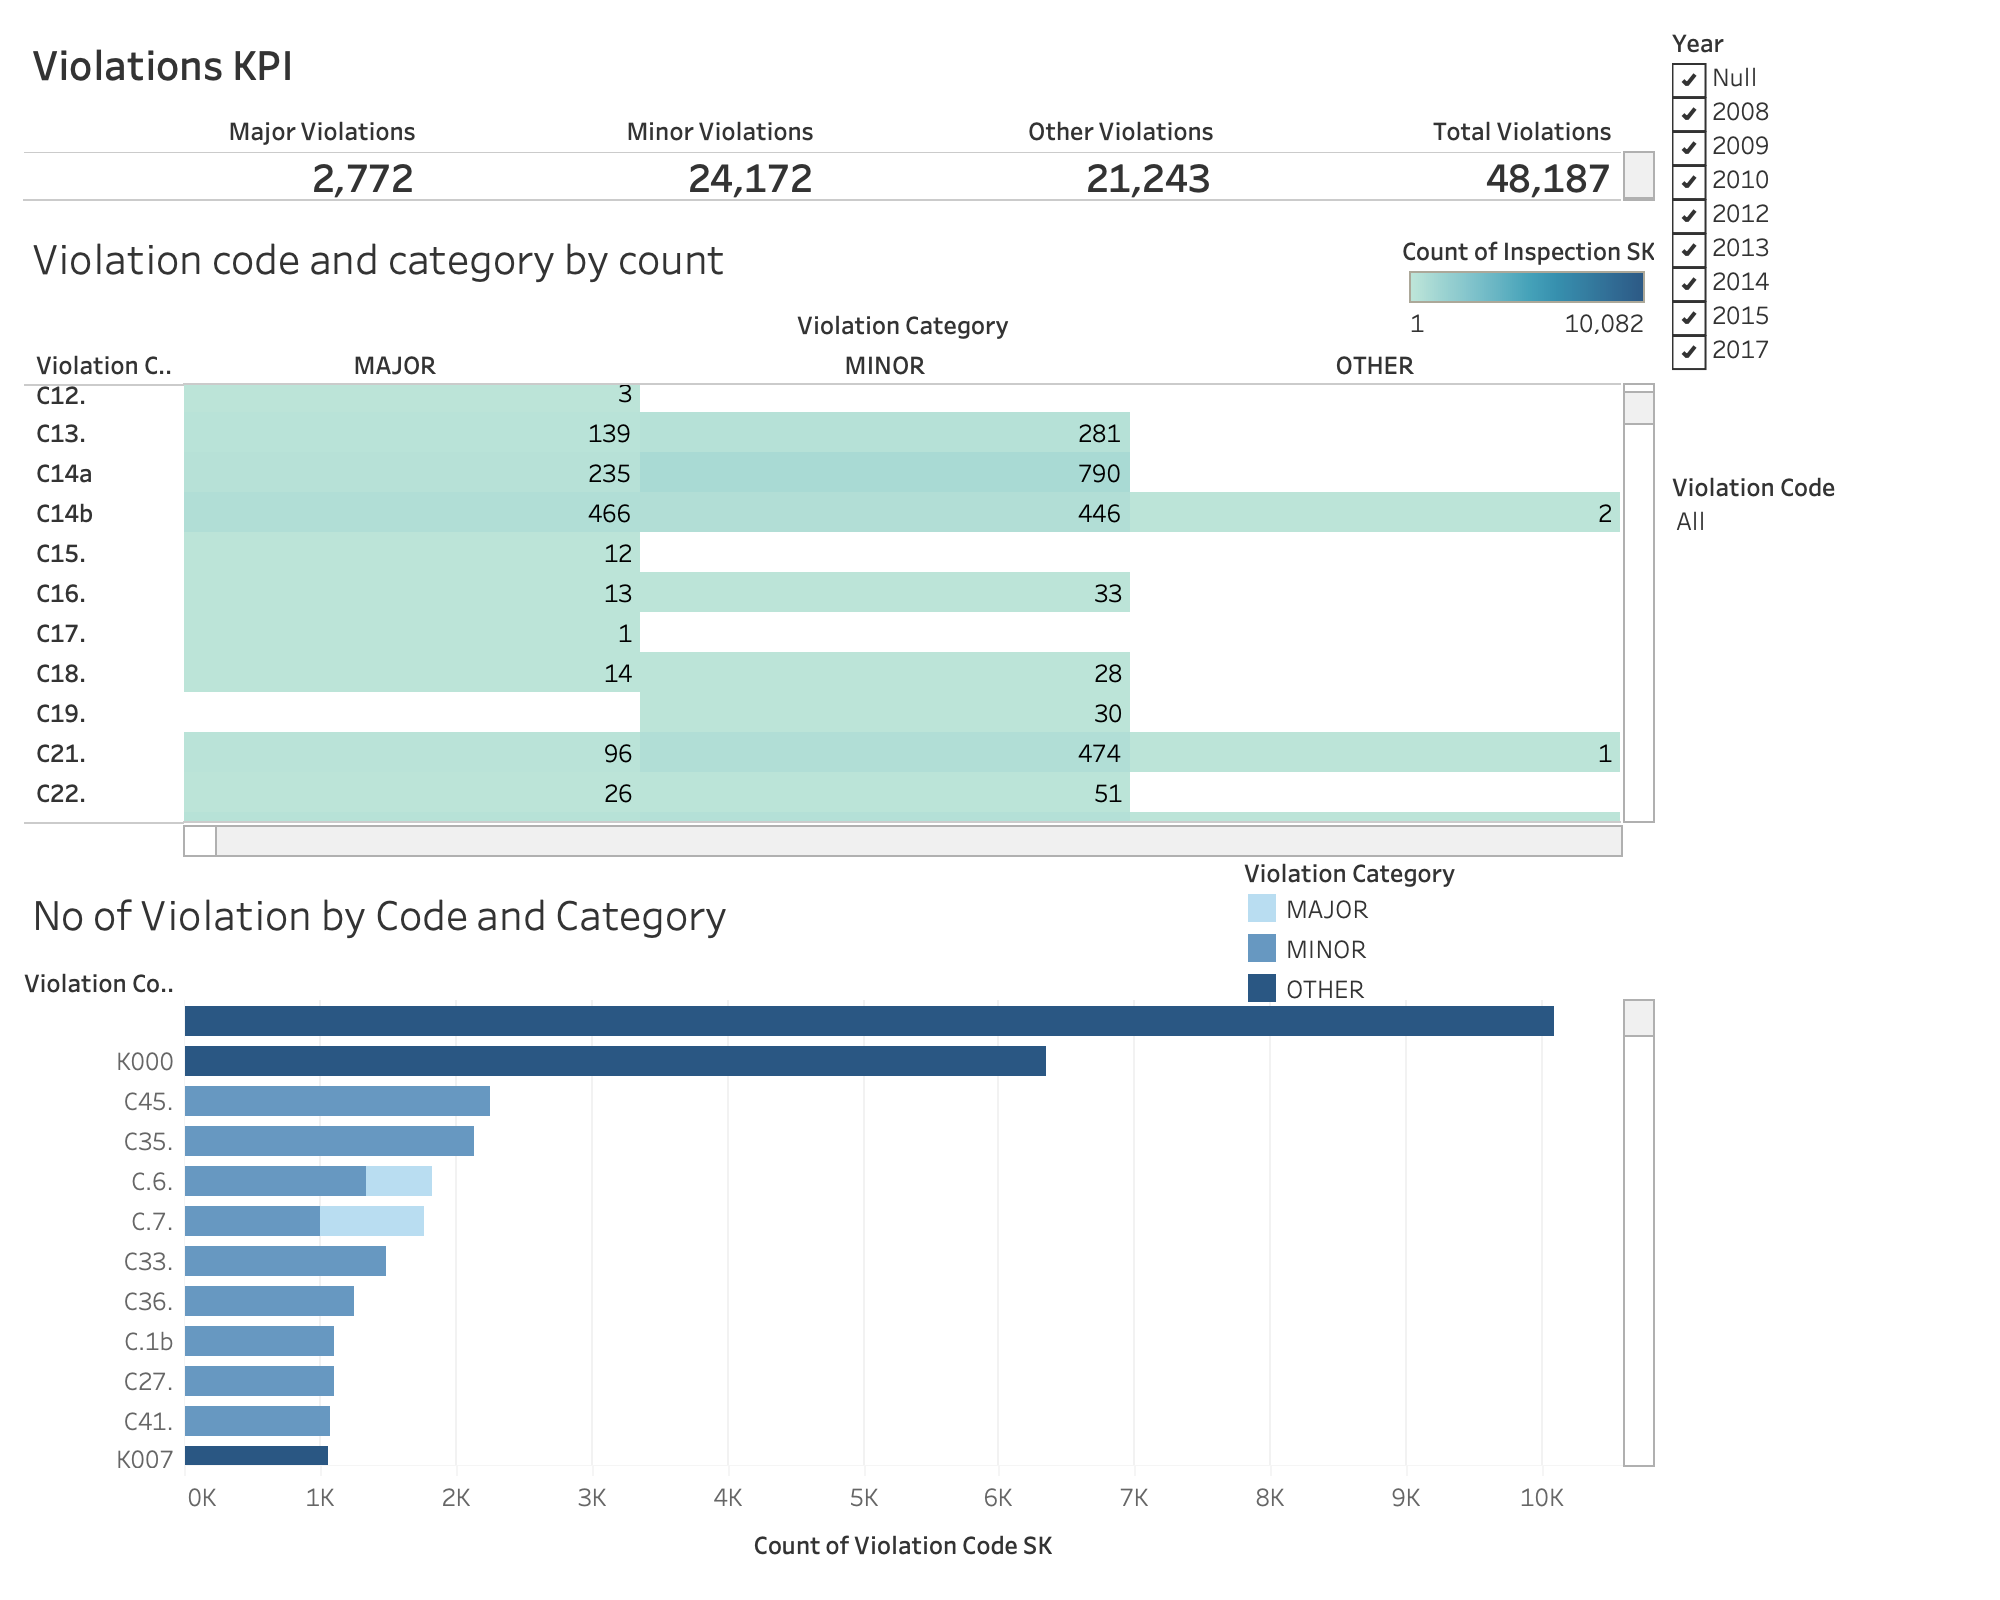 Violations KPI
Major Violations Minor Violations Other Violations Total Violations
2,772 24,172 21,243 48,187
Year
Null
2008
2009
2010
2012
2013
2014
2015
2017
Violation code and category by count
Count of Inspection SK
1 10,082
Violation Category
Violation C.. MAJOR MINOR OTHER
C12. 3
C13. 139 281
C14a 235 790
C14b 466 446 2
C15. 12
C16. 13 33
C17. 1
C18. 14 28
C19. 30
C21. 96 474 1
C22. 26 51
Violation Code
All
No of Violation by Code and Category
Violation Category
MAJOR
MINOR
OTHER
Violation Co..
K000
C45.
C35.
C.6.
C.7.
C33.
C36.
C.1b
C27.
C41.
K007
0K 1K 2K 3K 4K 5K 6K 7K 8K 9K 10K
Count of Violation Code SK